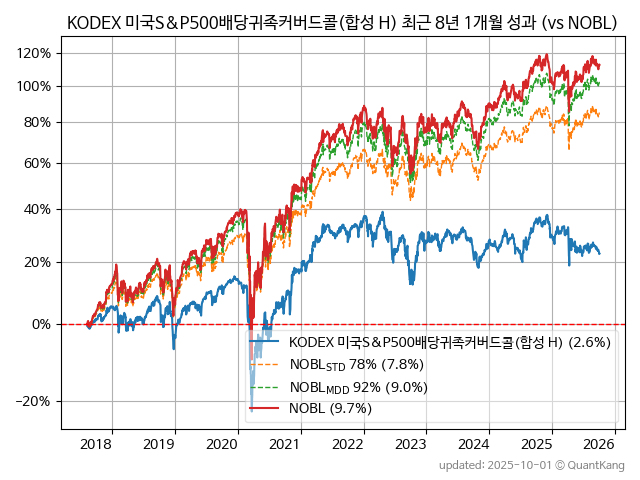 KODEX 미국S&P500배당귀족커버드콜(합성 H) 최근 8년 1개월 성과 (vs NOBL)
120%
100%
80%
60%
40%
20%
0%
−20%
KODEX 미국S&P500배당귀족커버드콜(합성 H) (2.6%)
NOBL_STD 78% (7.8%)
NOBL_MDD 92% (9.0%)
NOBL (9.7%)
2018 2019 2020 2021 2022 2023 2024 2025 2026
updated: 2025-10-01 © QuantKang